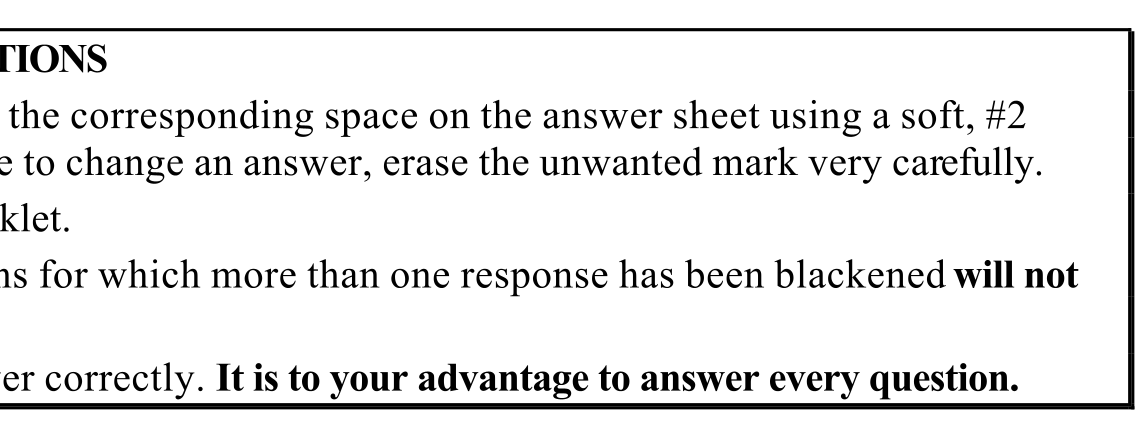 TIONS
the corresponding space on the answer sheet using a soft, #2
e to change an answer, erase the unwanted mark very carefully.
klet.
ns for which more than one response has been blackened will not
er correctly. It is to your advantage to answer every question.